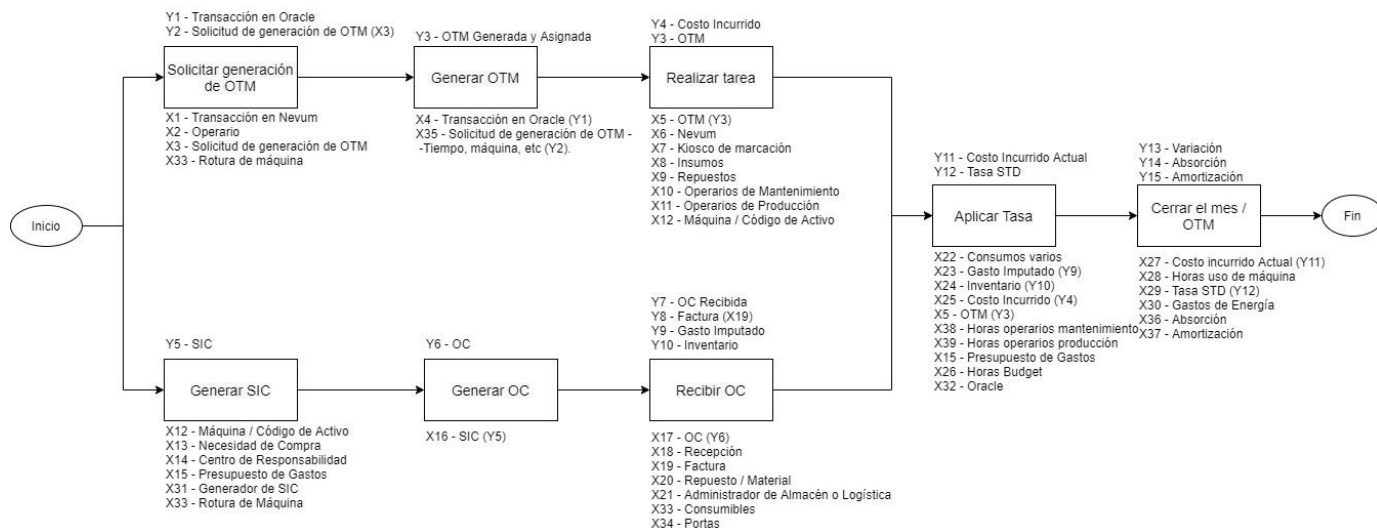 Inicio
Y1 - Transacción en Oracle
Y2 - Solicitud de generación de OTM (X3)
Solicitar generación
de OTM
X1 - Transacción en Nevum
X2 - Operario
X3 - Solicitud de generación de OTM
X33 - Rotura de máquina
Y3 - OTM Generada y Asignada
Generar OTM
X4 - Transacción en Oracle (Y1)
X35 - Solicitud de generación de OTM -
-Tiempo, máquina, etc (Y2).
Y4 - Costo Incurrido
Y3 - OTM
Realizar tarea
X5 - OTM (Y3)
X6 - Nevum
X7 - Kiosco de marcación
X8 - Insumos
X9 - Repuestos
X10 - Operarios de Mantenimiento
X11 - Operarios de Producción
X12 - Máquina / Código de Activo
Y5 - SIC
Generar SIC
X12 - Máquina / Código de Activo
X13 - Necesidad de Compra
X14 - Centro de Responsabilidad
X15 - Presupuesto de Gastos
X31 - Generador de SIC
X33 - Rotura de Máquina
Y6 - OC
Generar OC
X16 - SIC (Y5)
Y7 - OC Recibida
Y8 - Factura (X19)
Y9 - Gasto Imputado
Y10 - Inventario
Recibir OC
X17 - OC (Y6)
X18 - Recepción
X19 - Factura
X20 - Repuesto / Material
X21 - Administrador de Almacén o Logística
X33 - Consumibles
X34 - Portas
Y11 - Costo Incurrido Actual
Y12 - Tasa STD
Aplicar Tasa
X22 - Consumos varios
X23 - Gasto Imputado (Y9)
X24 - Inventario (Y10)
X25 - Costo Incurrido (Y4)
X5 - OTM (Y3)
X38 - Horas operarios mantenimiento
X39 - Horas operarios producción
X15 - Presupuesto de Gastos
X26 - Horas Budget
X32 - Oracle
Y13 - Variación
Y14 - Absorción
Y15 - Amortización
Cerrar el mes /
OTM
X27 - Costo incurrido Actual (Y11)
X28 - Horas uso de máquina
X29 - Tasa STD (Y12)
X30 - Gastos de Energía
X36 - Absorción
X37 - Amortización
Fin